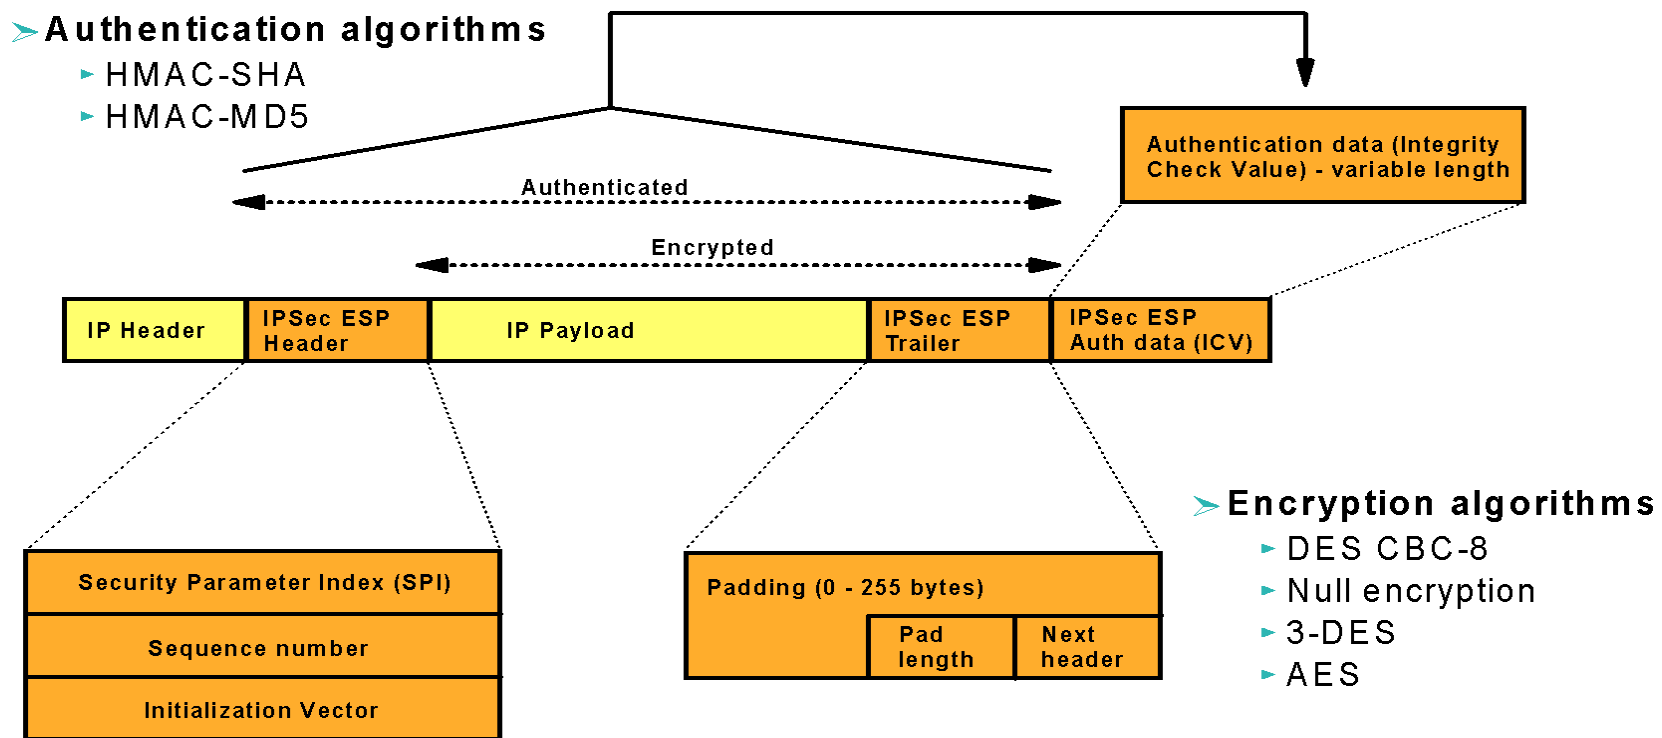 Authentication algorithms
HMAC-SHA
HMAC-MD5
Authentication data (Integrity
Check Value) - variable length
Authenticated
Encrypted
IP Header
IPSec ESP
Header
IP Payload
IPSec ESP
Trailer
IPSec ESP
Auth data (ICV)
Security Parameter Index (SPI)
Sequence number
Initialization Vector
Padding (0 - 255 bytes)
Pad
length
Next
header
Encryption algorithms
DES CBC-8
Null encryption
3-DES
AES